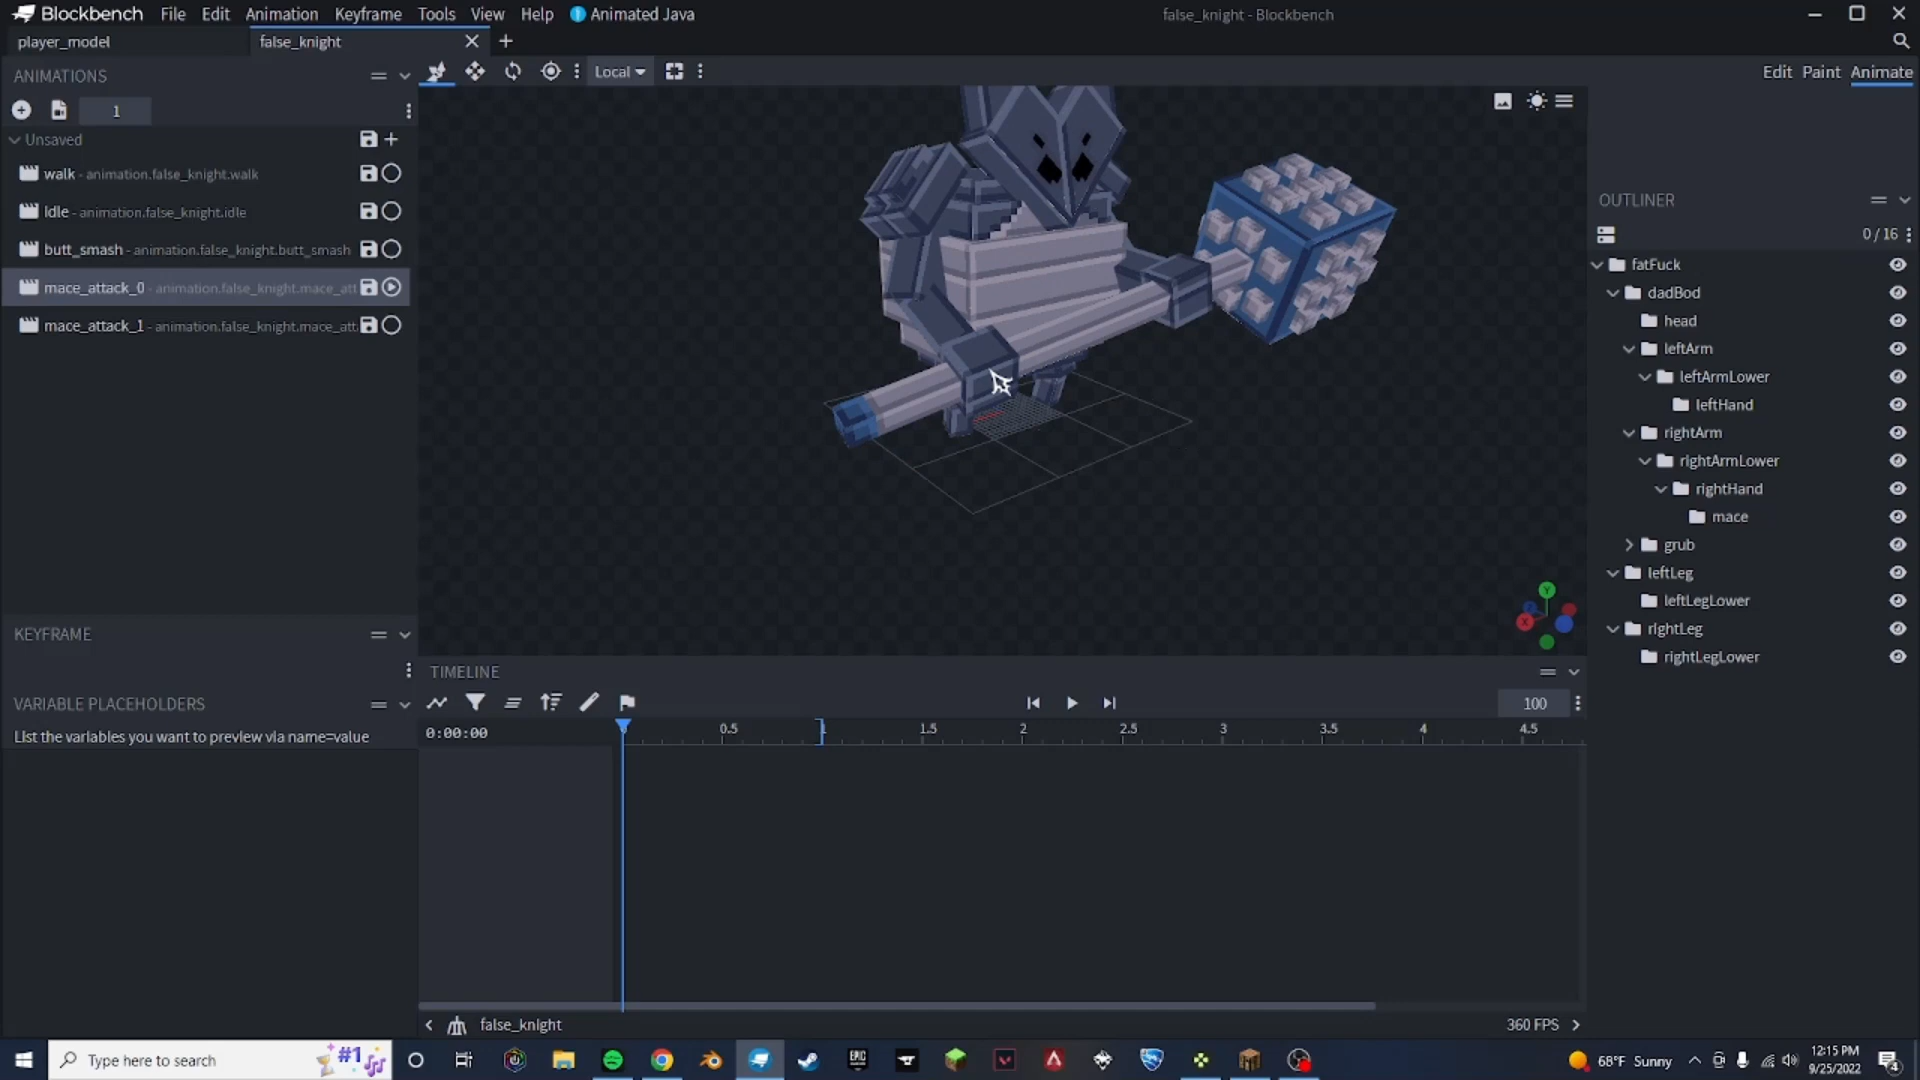 Blockbench File Edit Animation Keyframe Tools View Help Animated Java
false_knight - Blockbench
player_model
false_knight
ANIMATIONS
Local
Edit Paint Animate
1
Unsaved
walk - animation.false_knight.walk
Idle - animation.false_knight.idle
butt_smash - animation.false_knight.butt_smash
mace_attack_0 - animation.false_knight.mace_att
mace_attack_1 - animation.false_knight.mace_att
OUTLINER
0 / 16
fatFuck
dadBod
head
leftArm
leftArmLower
leftHand
rightArm
rightArmLower
rightHand
mace
grub
leftLeg
leftLegLower
rightLeg
rightLegLower
Y
X
Z
KEYFRAME
VARIABLE PLACEHOLDERS
List the variables you want to preview via name=value
TIMELINE
100
0:00:00
0.5 1 1.5 2 2.5 3 3.5 4 4.5
false_knight
360 FPS
Type here to search
#1
EPIC
68°F Sunny
12:15 PM
9/25/2022
4